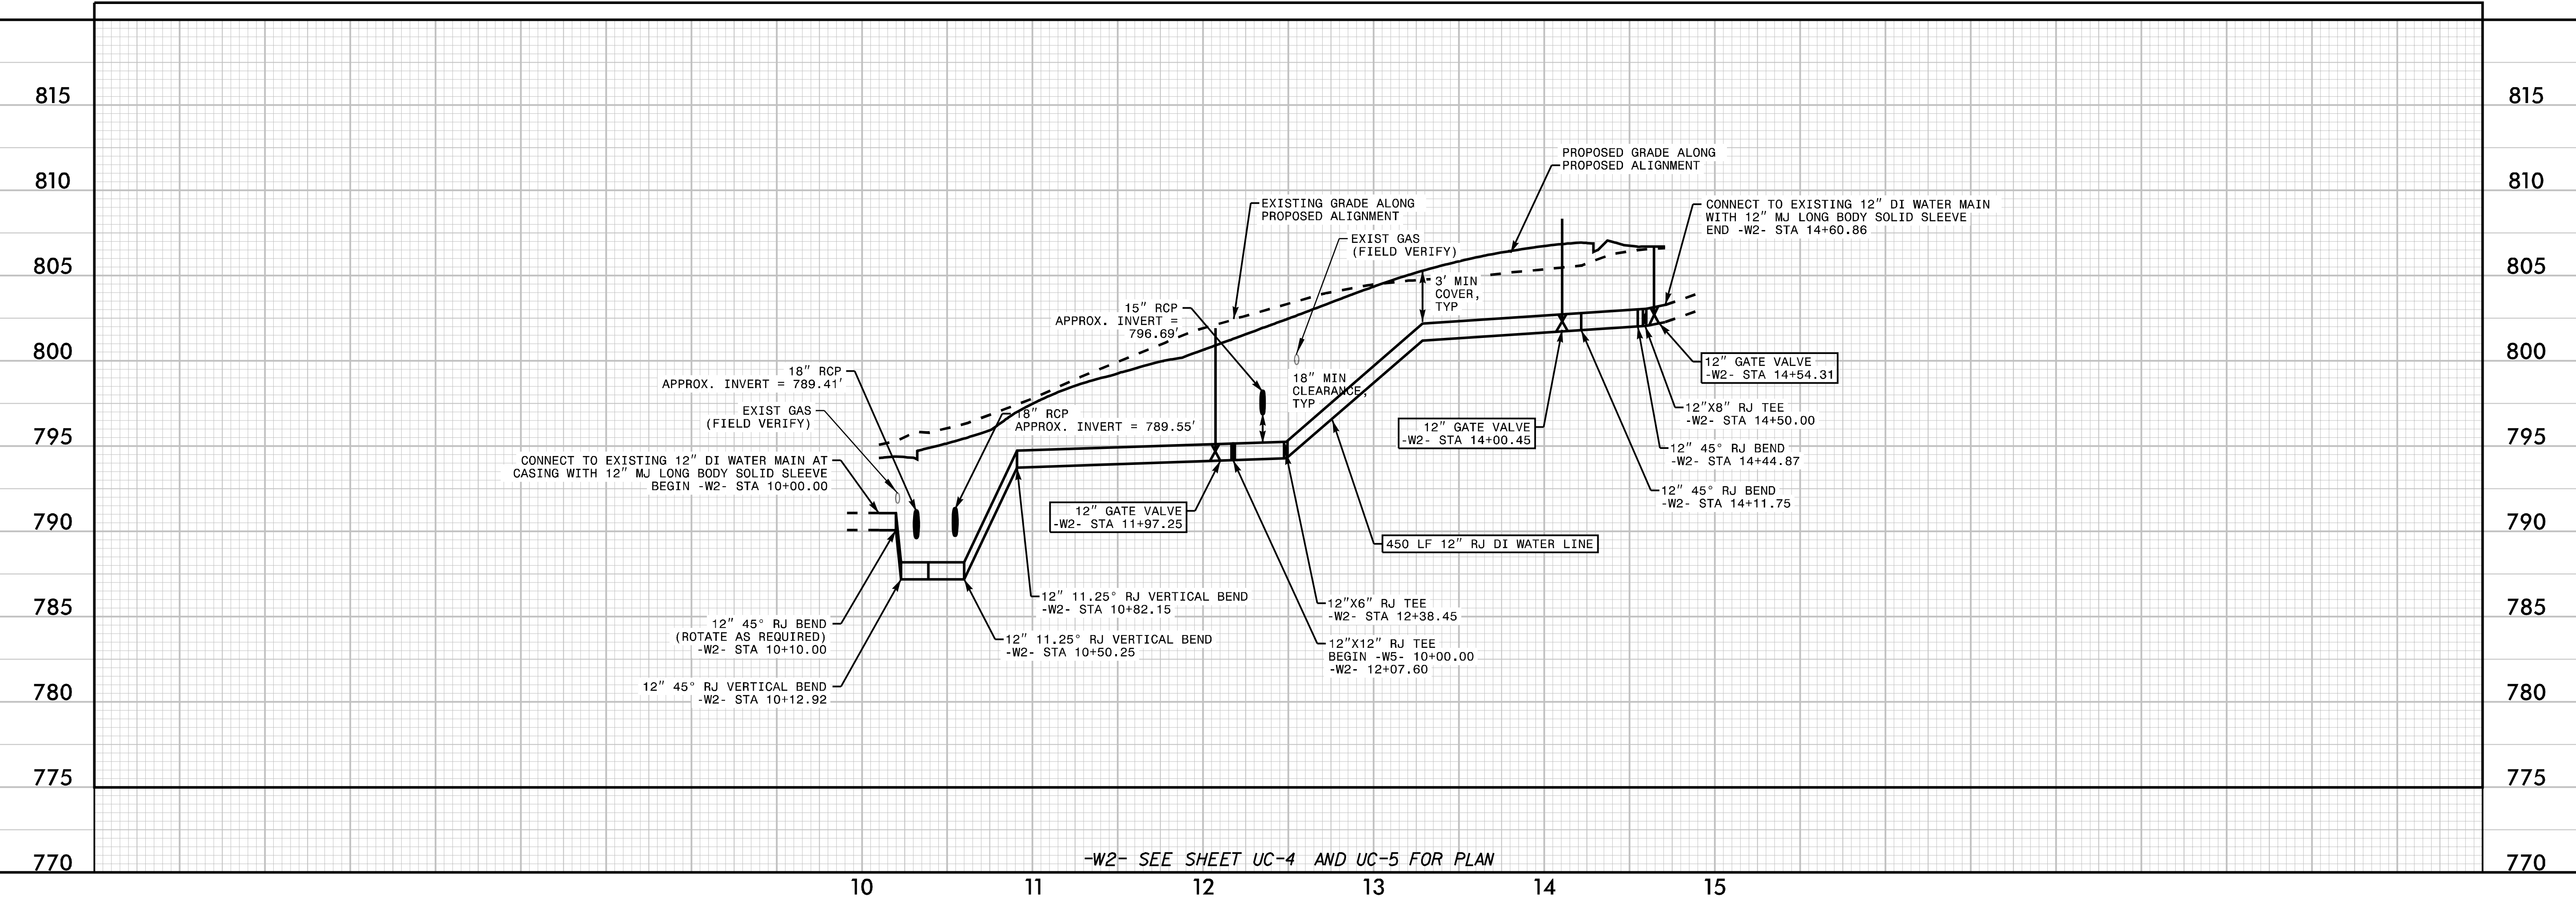 815
810
805
800
795
790
785
780
775
770
815
810
805
800
795
790
785
780
775
770
PROPOSED GRADE ALONG
PROPOSED ALIGNMENT
EXISTING GRADE ALONG
PROPOSED ALIGNMENT
EXIST GAS
(FIELD VERIFY)
CONNECT TO EXISTING 12" DI WATER MAIN
WITH 12" MJ LONG BODY SOLID SLEEVE
END -W2- STA 14+60.86
3' MIN
COVER,
TYP
15" RCP
APPROX. INVERT =
796.69'
18" RCP
APPROX. INVERT = 789.41'
EXIST GAS
(FIELD VERIFY)
18" RCP
APPROX. INVERT = 789.55'
18" MIN
CLEARANCE,
TYP
12" GATE VALVE
-W2- STA 14+54.31
12"X8" RJ TEE
-W2- STA 14+50.00
12" GATE VALVE
-W2- STA 14+00.45
12" 45° RJ BEND
-W2- STA 14+44.87
12" 45° RJ BEND
-W2- STA 14+11.75
CONNECT TO EXISTING 12" DI WATER MAIN AT
CASING WITH 12" MJ LONG BODY SOLID SLEEVE
BEGIN -W2- STA 10+00.00
12" GATE VALVE
-W2- STA 11+97.25
450 LF 12" RJ DI WATER LINE
12" 11.25° RJ VERTICAL BEND
-W2- STA 10+82.15
12"X6" RJ TEE
-W2- STA 12+38.45
12" 45° RJ BEND
(ROTATE AS REQUIRED)
-W2- STA 10+10.00
12" 11.25° RJ VERTICAL BEND
-W2- STA 10+50.25
12"X12" RJ TEE
BEGIN -W5- 10+00.00
-W2- 12+07.60
12" 45° RJ VERTICAL BEND
-W2- STA 10+12.92
-W2- SEE SHEET UC-4 AND UC-5 FOR PLAN
10 11 12 13 14 15